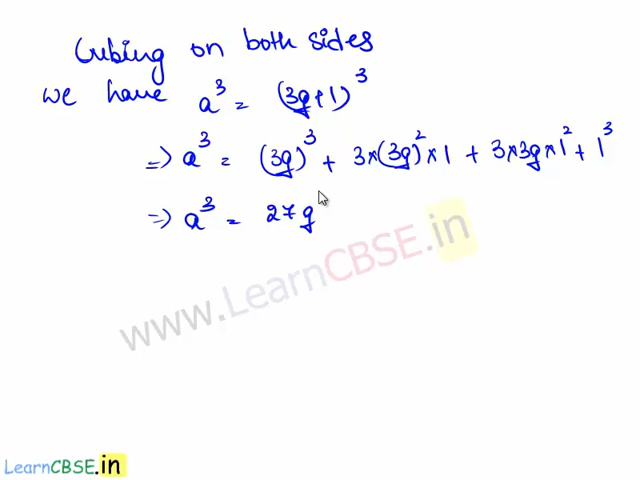 Cubing on both sides
we have a³ = (3q+1)³
=> a³ = (3q)³ + 3×(3q)²×1 + 3×3q×1² + 1³
=> a³ = 27q
www.LearnCBSE.in
LearnCBSE.in